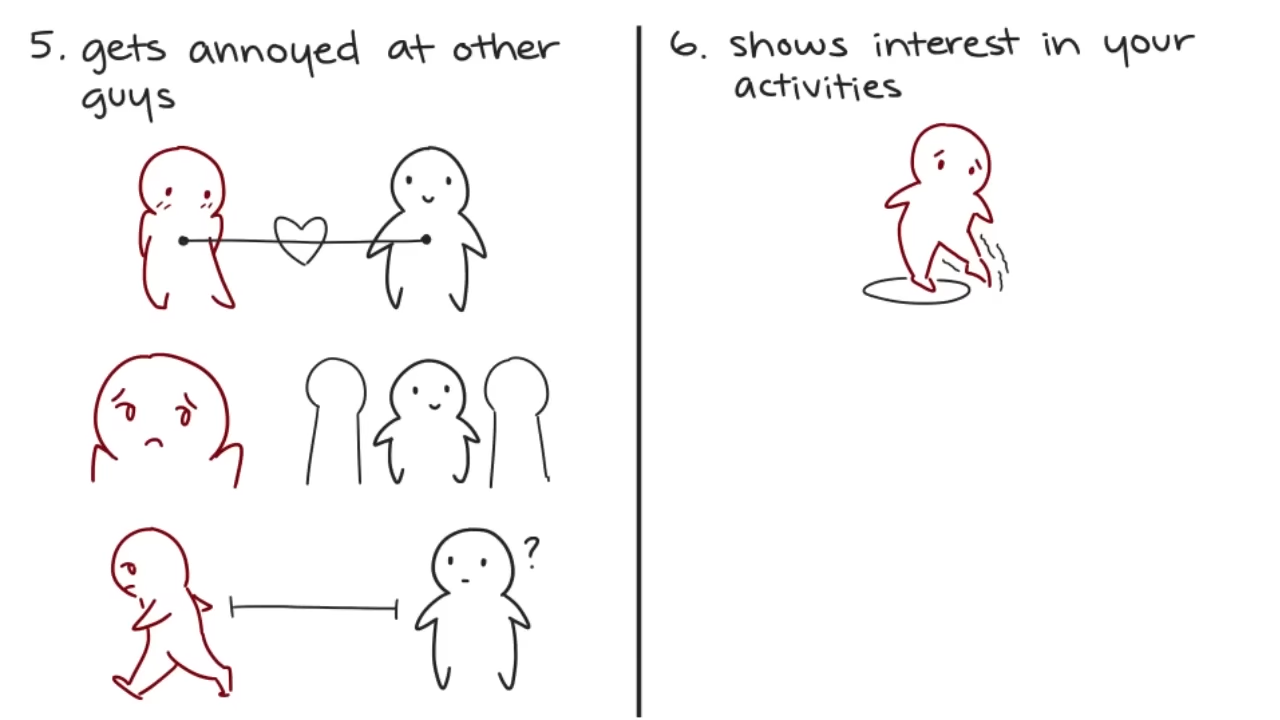 5. gets annoyed at other
guys
?
6. shows interest in your
activities